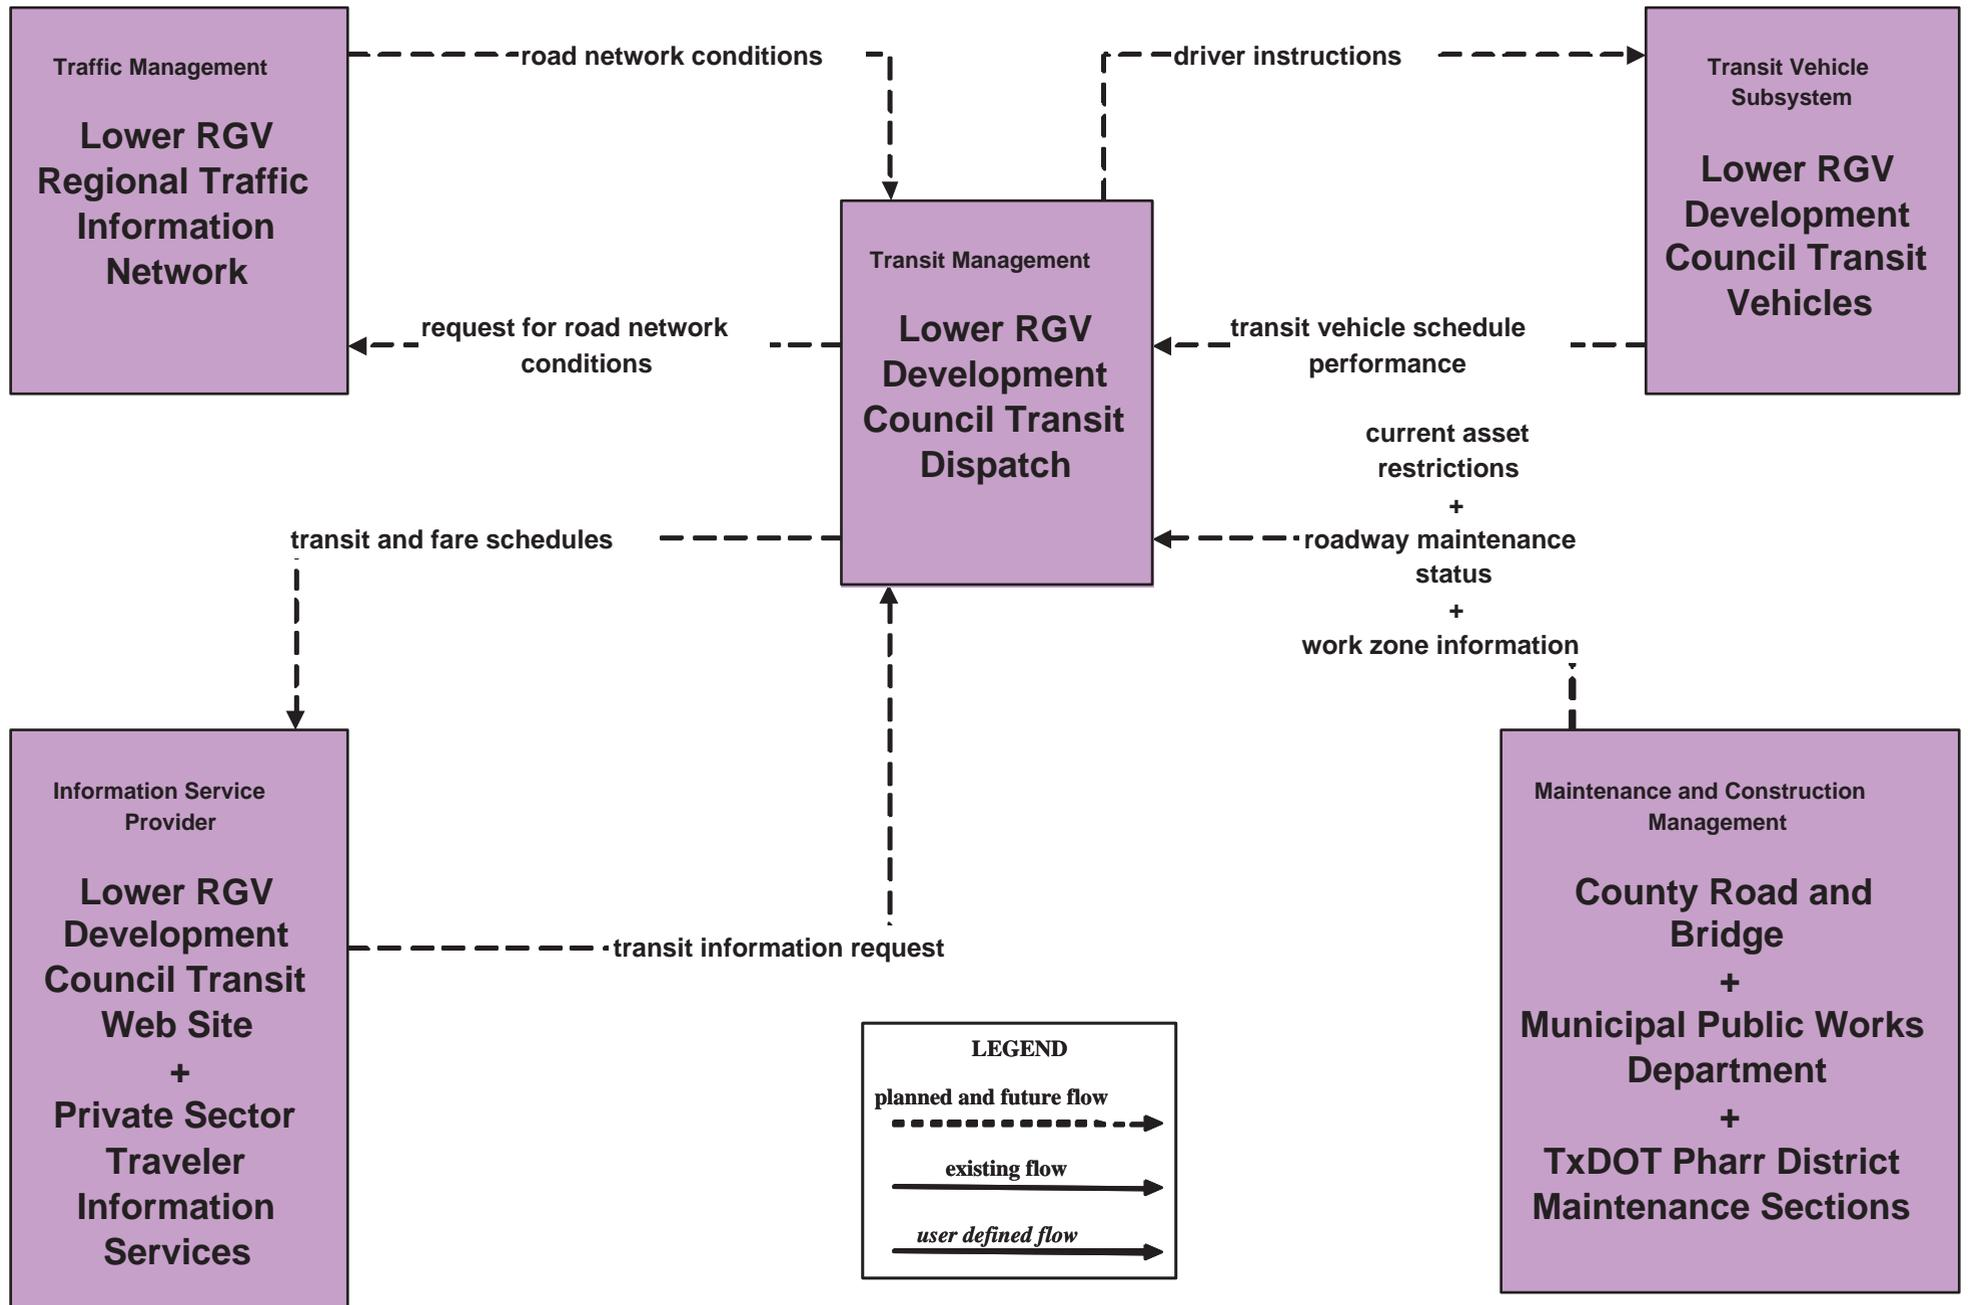 Traffic Management
Lower RGV
Regional Traffic
Information
Network
road network conditions
driver instructions
Transit Vehicle
Subsystem
Lower RGV
Development
Council Transit
Vehicles
Transit Management
Lower RGV
Development
Council Transit
Dispatch
request for road network
conditions
transit vehicle schedule
performance
current asset
restrictions
+
roadway maintenance
status
+
work zone information
transit and fare schedules
Information Service
Provider
Lower RGV
Development
Council Transit
Web Site
+
Private Sector
Traveler
Information
Services
transit information request
LEGEND
planned and future flow
existing flow
user defined flow
Maintenance and Construction
Management
County Road and
Bridge
+
Municipal Public Works
Department
+
TxDOT Pharr District
Maintenance Sections